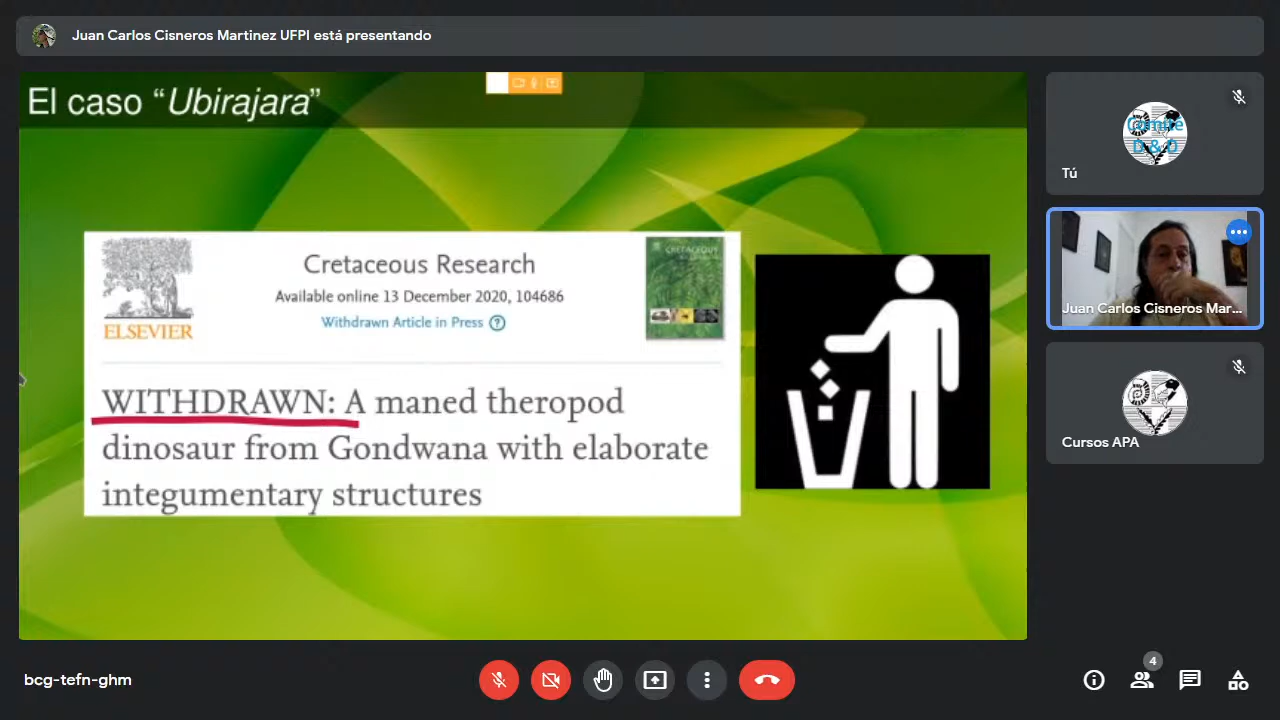 Juan Carlos Cisneros Martinez UFPI está presentando
El caso “Ubirajara”
ELSEVIER
Cretaceous Research
Available online 13 December 2020, 104686
Withdrawn Article in Press ?
CRETACEOUS
WITHDRAWN: A maned theropod
dinosaur from Gondwana with elaborate
integumentary structures
Comité
D & D
Tú
Juan Carlos Cisneros Mar...
Cursos APA
bcg-tefn-ghm
4